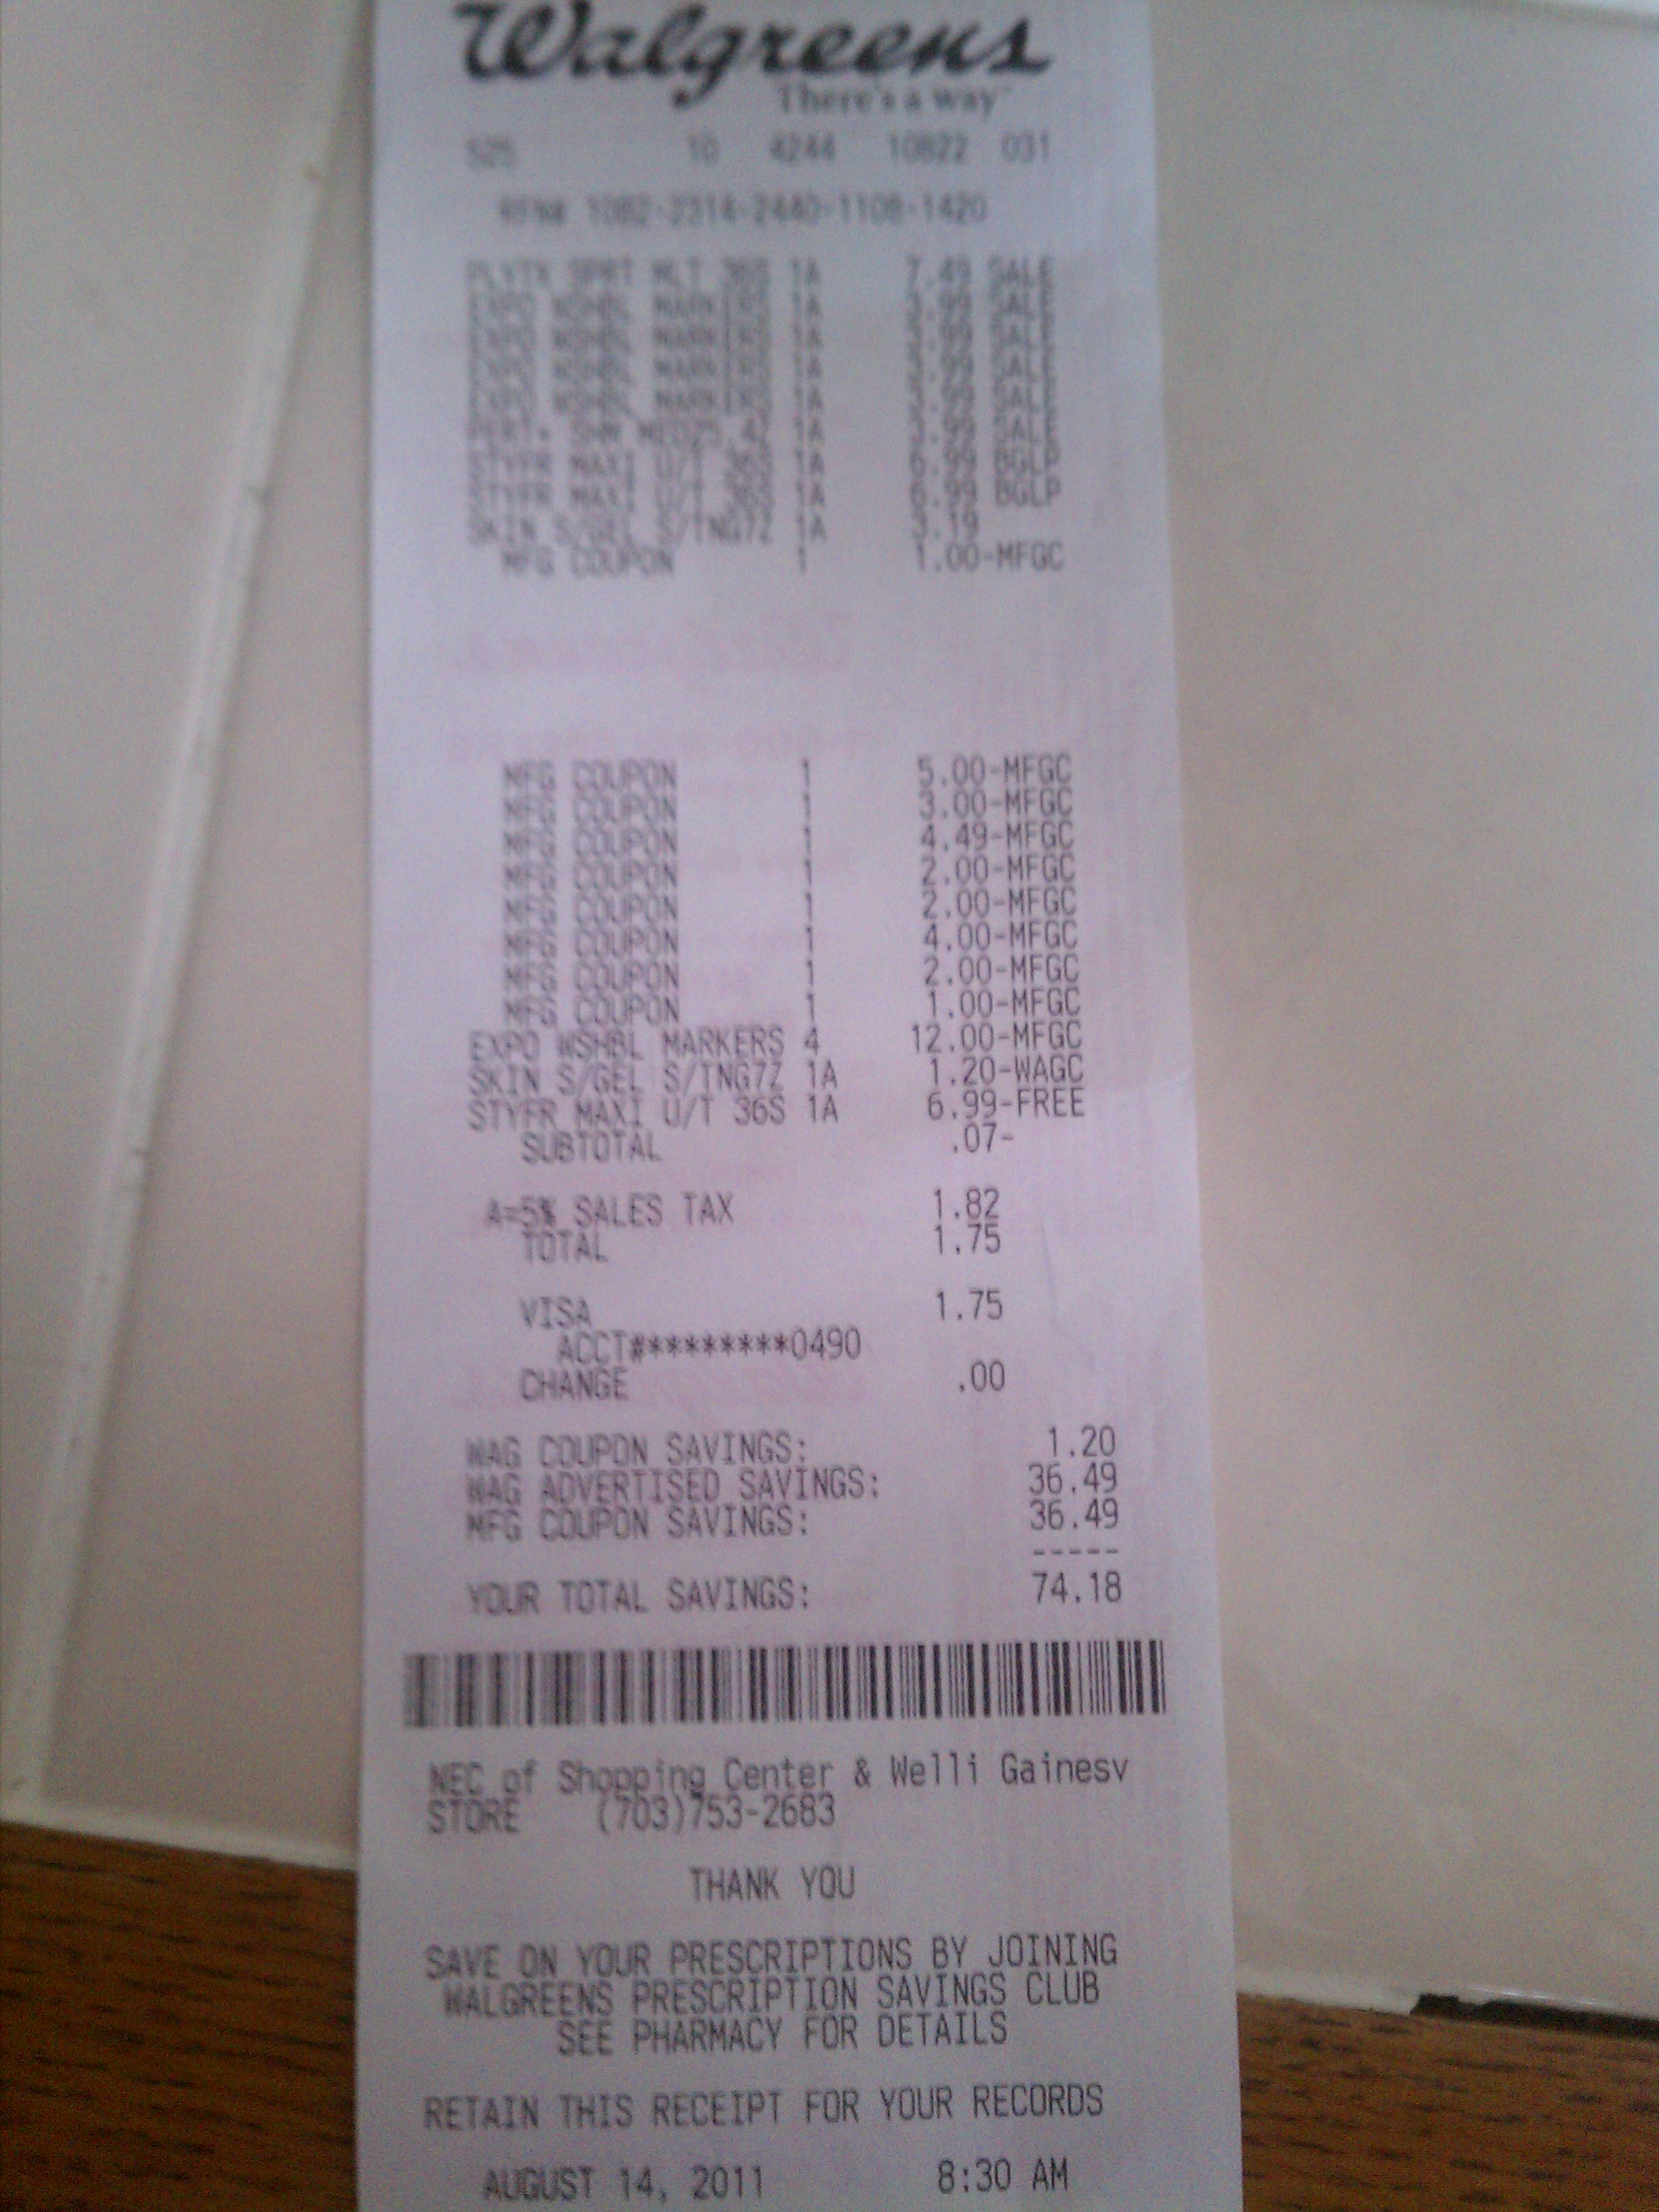 Walgreens
There's a way
525 10 4244 10822 031
RFN# 1082-2314-2440-1108-1420
PLYTX SPRT MLT 36S 1A 7.49 SALE
EXPO WSHBL MARKERS 1A 3.99 SALE
EXPO WSHBL MARKERS 1A 3.99 SALE
EXPO WSHBL MARKERS 1A 3.99 SALE
EXPO WSHBL MARKERS 1A 3.99 SALE
PERT+ MED25.4Z 1A 3.99 SALE
STYFR MAXI U/T 36S 1A 6.99 BGLP
STYFR MAXI U/T 36S 1A 6.99 BGLP
SKIN S/GEL S/TNG7Z 1A 3.19
MFG COUPON 1 1.00-MFGC
MFG COUPON 1 5.00-MFGC
MFG COUPON 1 3.00-MFGC
MFG COUPON 1 4.49-MFGC
MFG COUPON 1 2.00-MFGC
MFG COUPON 1 2.00-MFGC
MFG COUPON 1 4.00-MFGC
MFG COUPON 1 2.00-MFGC
MFG COUPON 1 1.00-MFGC
EXPO WSHBL MARKERS 4 12.00-MFGC
SKIN S/GEL S/TNG7Z 1A 1.20-WAGC
STYFR MAXI U/T 36S 1A 6.99-FREE
SUBTOTAL .07-
A=5% SALES TAX 1.82
TOTAL 1.75
VISA 1.75
ACCT#********0490
CHANGE .00
WAG COUPON SAVINGS: 1.20
WAG ADVERTISED SAVINGS: 36.49
MFG COUPON SAVINGS: 36.49
-----
YOUR TOTAL SAVINGS: 74.18
NEC of Shopping Center & Welli Gainesv
STORE (703)753-2683
THANK YOU
SAVE ON YOUR PRESCRIPTIONS BY JOINING
WALGREENS PRESCRIPTION SAVINGS CLUB
SEE PHARMACY FOR DETAILS
RETAIN THIS RECEIPT FOR YOUR RECORDS
AUGUST 14, 2011 8:30 AM